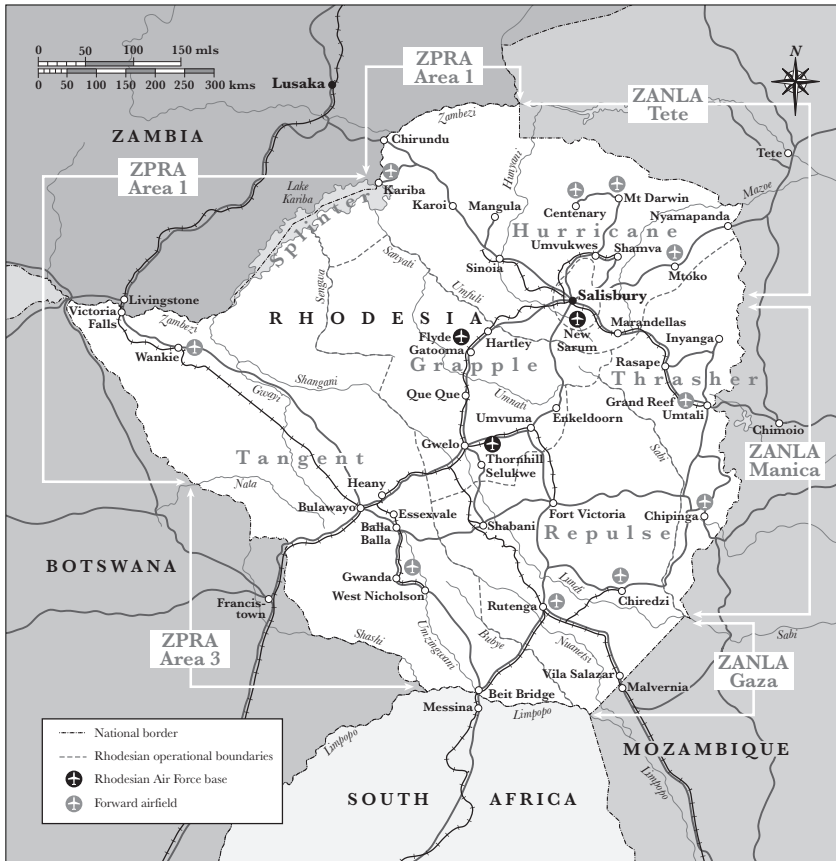 0 50 100 150 mls
0 50 100 150 200 250 300 kms
Lusaka
ZAMBIA
ZPRA
Area 1
ZANLA
Tete
N
Zambezi
Chirundu
Hunyani
Tete
ZPRA
Area 1
Lake
Kariba
Kariba
Splinter
Karoi
Mangula
Centenary
Mt Darwin
Mazoe
Nyamapanda
Hurricane
Umvukwes
Shamva
Mtoko
Sinoia
Sanyati
Sengwa
Umfuli
Livingstone
Victoria
Falls
Zambezi
Wankie
RHODESIA
Salisbury
New
Sarum
Marandellas
Inyanga
Flyde
Gatooma
Hartley
Grapple
Rasape
Thrasher
Grand Reef
Umtali
Chimoio
Shangani
Gwavi
Que Que
Umnati
Umvuma
Enkeldoorn
Sabi
ZANLA
Manica
Gwelo
Thornhill
Selukwe
Tangent
Nala
Heany
Bulawayo
Essexvale
Balla
Balla
Shabani
Fort Victoria
Chipinga
Repulse
BOTSWANA
Francis-
town
Gwanda
West Nicholson
Lundi
Chiredzi
Rutenga
ZPRA
Area 3
Shashi
Umzingwani
Bubye
Nuanetsi
Sabi
ZANLA
Gaza
Vila Salazar
Malvernia
Beit Bridge
Messina
Limpopo
Limpopo
Limpopo
MOZAMBIQUE
SOUTH AFRICA
National border
Rhodesian operational boundaries
Rhodesian Air Force base
Forward airfield